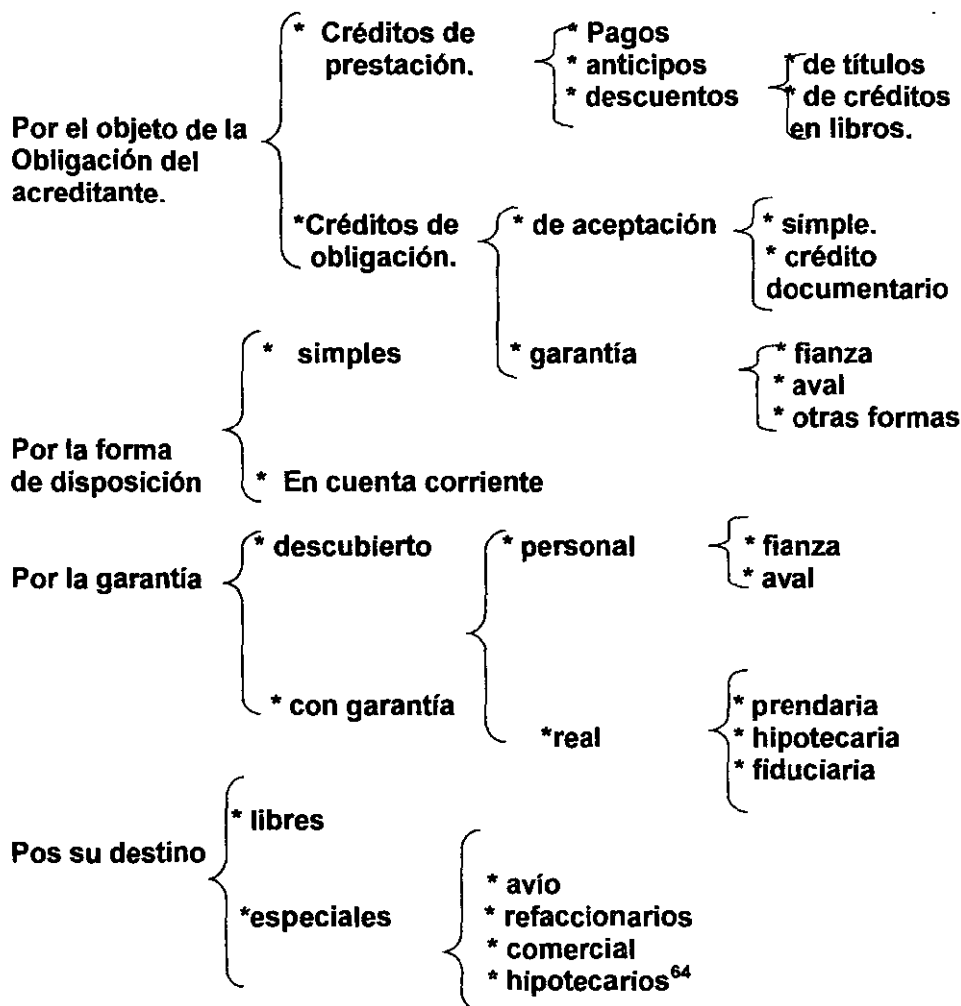 * Créditos de
prestación.
* Pagos
* anticipos
* descuentos
* de títulos
* de créditos
en libros.
Por el objeto de la
Obligación del
acreditante.
*Créditos de
obligación.
* de aceptación
* simple.
* crédito
documentario
* garantía
* fianza
* aval
* otras formas
Por la forma
de disposición
* simples
* En cuenta corriente
Por la garantía
* descubierto
* con garantía
* personal
* fianza
* aval
*real
* prendaria
* hipotecaria
* fiduciaria
Pos su destino
* libres
*especiales
* avío
* refaccionarios
* comercial
* hipotecarios⁶⁴